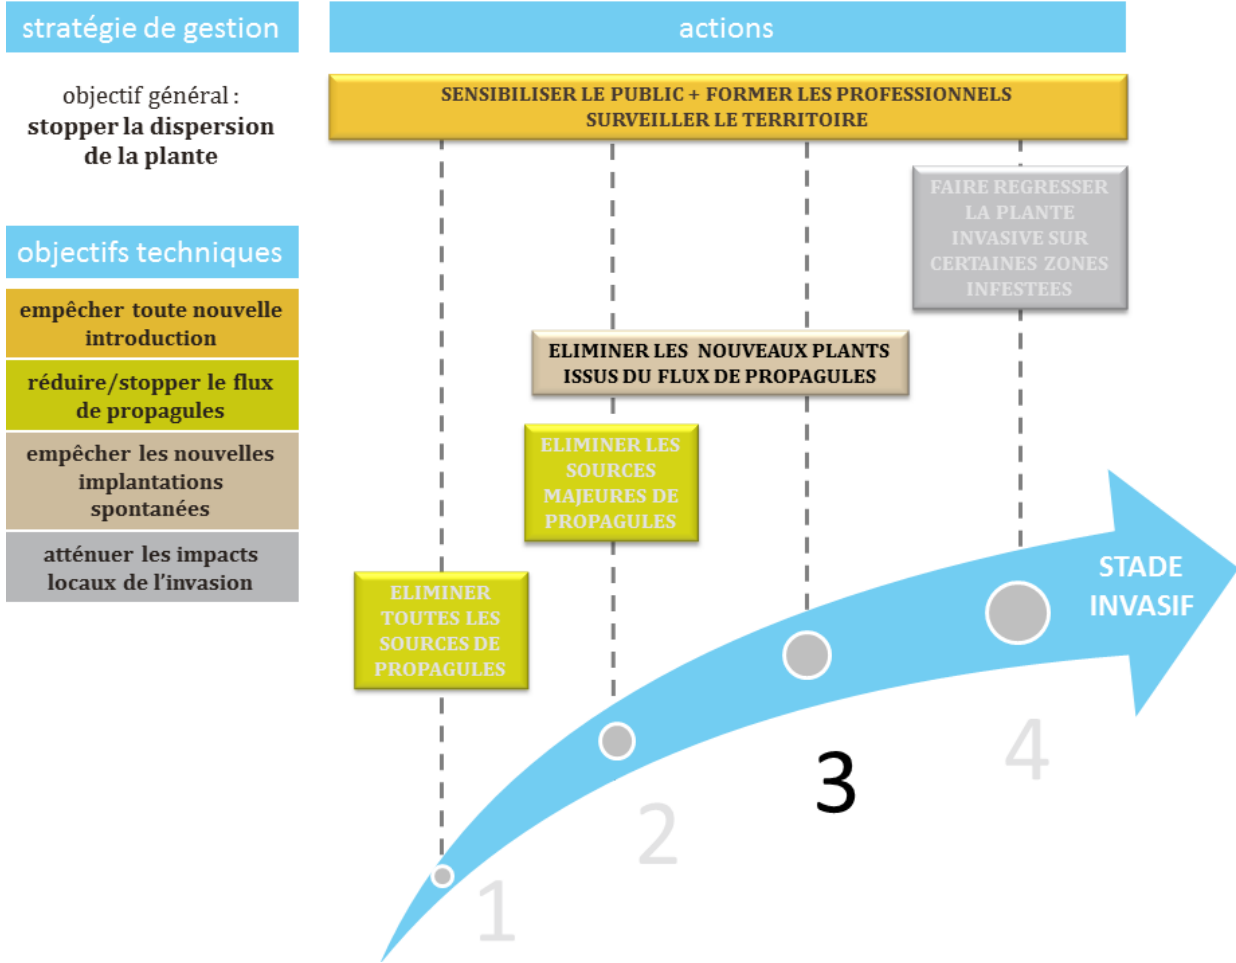 stratégie de gestion
actions
objectif général :
stopper la dispersion
de la plante
SENSIBILISER LE PUBLIC + FORMER LES PROFESSIONNELS
SURVEILLER LE TERRITOIRE
FAIRE REGRESSER
LA PLANTE
INVASIVE SUR
CERTAINES ZONES
INFESTEES
objectifs techniques
empêcher toute nouvelle
introduction
réduire/stopper le flux
de propagules
empêcher les nouvelles
implantations
spontanées
atténuer les impacts
locaux de l'invasion
ELIMINER LES NOUVEAUX PLANTS
ISSUS DU FLUX DE PROPAGULES
ELIMINER LES
SOURCES
MAJEURES DE
PROPAGULES
ELIMINER
TOUTES LES
SOURCES DE
PROPAGULES
STADE
INVASIF
1
2
3
4